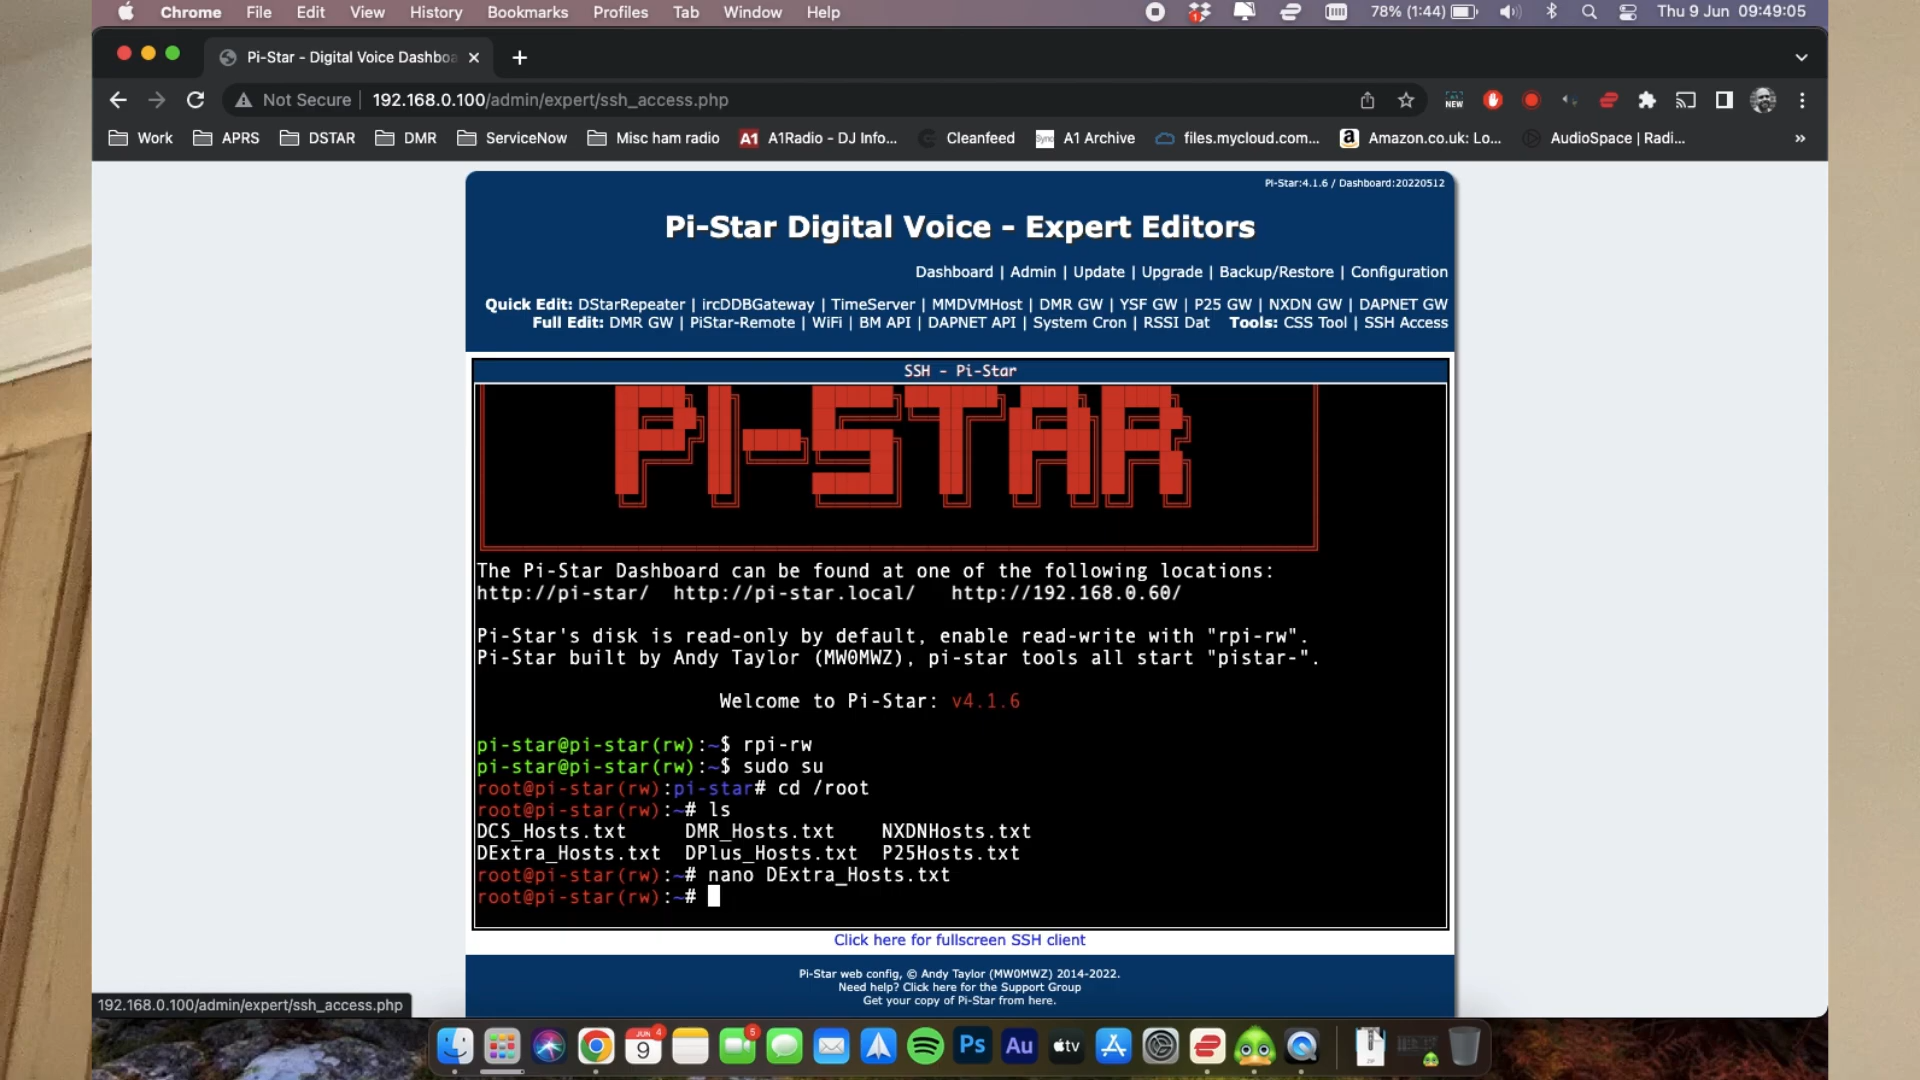 Chrome File Edit View History Bookmarks Profiles Tab Window Help 78% (1:44) Thu 9 Jun 09:49:05
Pi-Star - Digital Voice Dashboa
Not Secure 192.168.0.100/admin/expert/ssh_access.php NEW
Work APRS DSTAR DMR ServiceNow Misc ham radio A1 A1Radio - DJ Info... Cleanfeed Sync A1 Archive files.mycloud.com... a Amazon.co.uk: Lo... AudioSpace | Radi... »
Pi-Star:4.1.6 / Dashboard:20220512
Pi-Star Digital Voice - Expert Editors
Dashboard | Admin | Update | Upgrade | Backup/Restore | Configuration
Quick Edit: DStarRepeater | ircDDBGateway | TimeServer | MMDVMHost | DMR GW | YSF GW | P25 GW | NXDN GW | DAPNET GW
Full Edit: DMR GW | PiStar-Remote | WiFi | BM API | DAPNET API | System Cron | RSSI Dat Tools: CSS Tool | SSH Access
SSH - Pi-Star
PI-STAR
The Pi-Star Dashboard can be found at one of the following locations:
http://pi-star/ http://pi-star.local/ http://192.168.0.60/
Pi-Star's disk is read-only by default, enable read-write with "rpi-rw".
Pi-Star built by Andy Taylor (MW0MWZ), pi-star tools all start "pistar-".
Welcome to Pi-Star: v4.1.6
pi-star@pi-star(rw):~$ rpi-rw
pi-star@pi-star(rw):~$ sudo su
root@pi-star(rw):pi-star# cd /root
root@pi-star(rw):~# ls
DCS_Hosts.txt DMR_Hosts.txt NXDNHosts.txt
DExtra_Hosts.txt DPlus_Hosts.txt P25Hosts.txt
root@pi-star(rw):~# nano DExtra_Hosts.txt
root@pi-star(rw):~#
Click here for fullscreen SSH client
Pi-Star web config, © Andy Taylor (MW0MWZ) 2014-2022.
Need help? Click here for the Support Group
Get your copy of Pi-Star from here.
192.168.0.100/admin/expert/ssh_access.php
JUN 9 4 5 Ps Au tv ZIP